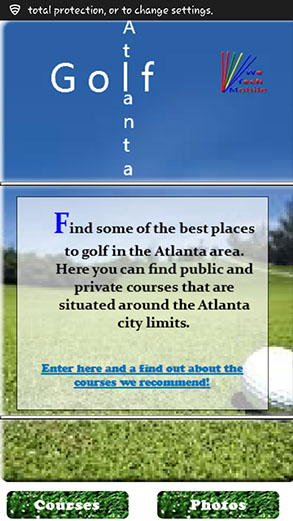 total protection, or to change settings.
Golf
Atlanta
We
Mobile
Find some of the best places
to golf in the Atlanta area.
Here you can find public and
private courses that are
situated around the Atlanta
city limits.
Enter here and a find out about the
courses we recommend!
Courses
Photos